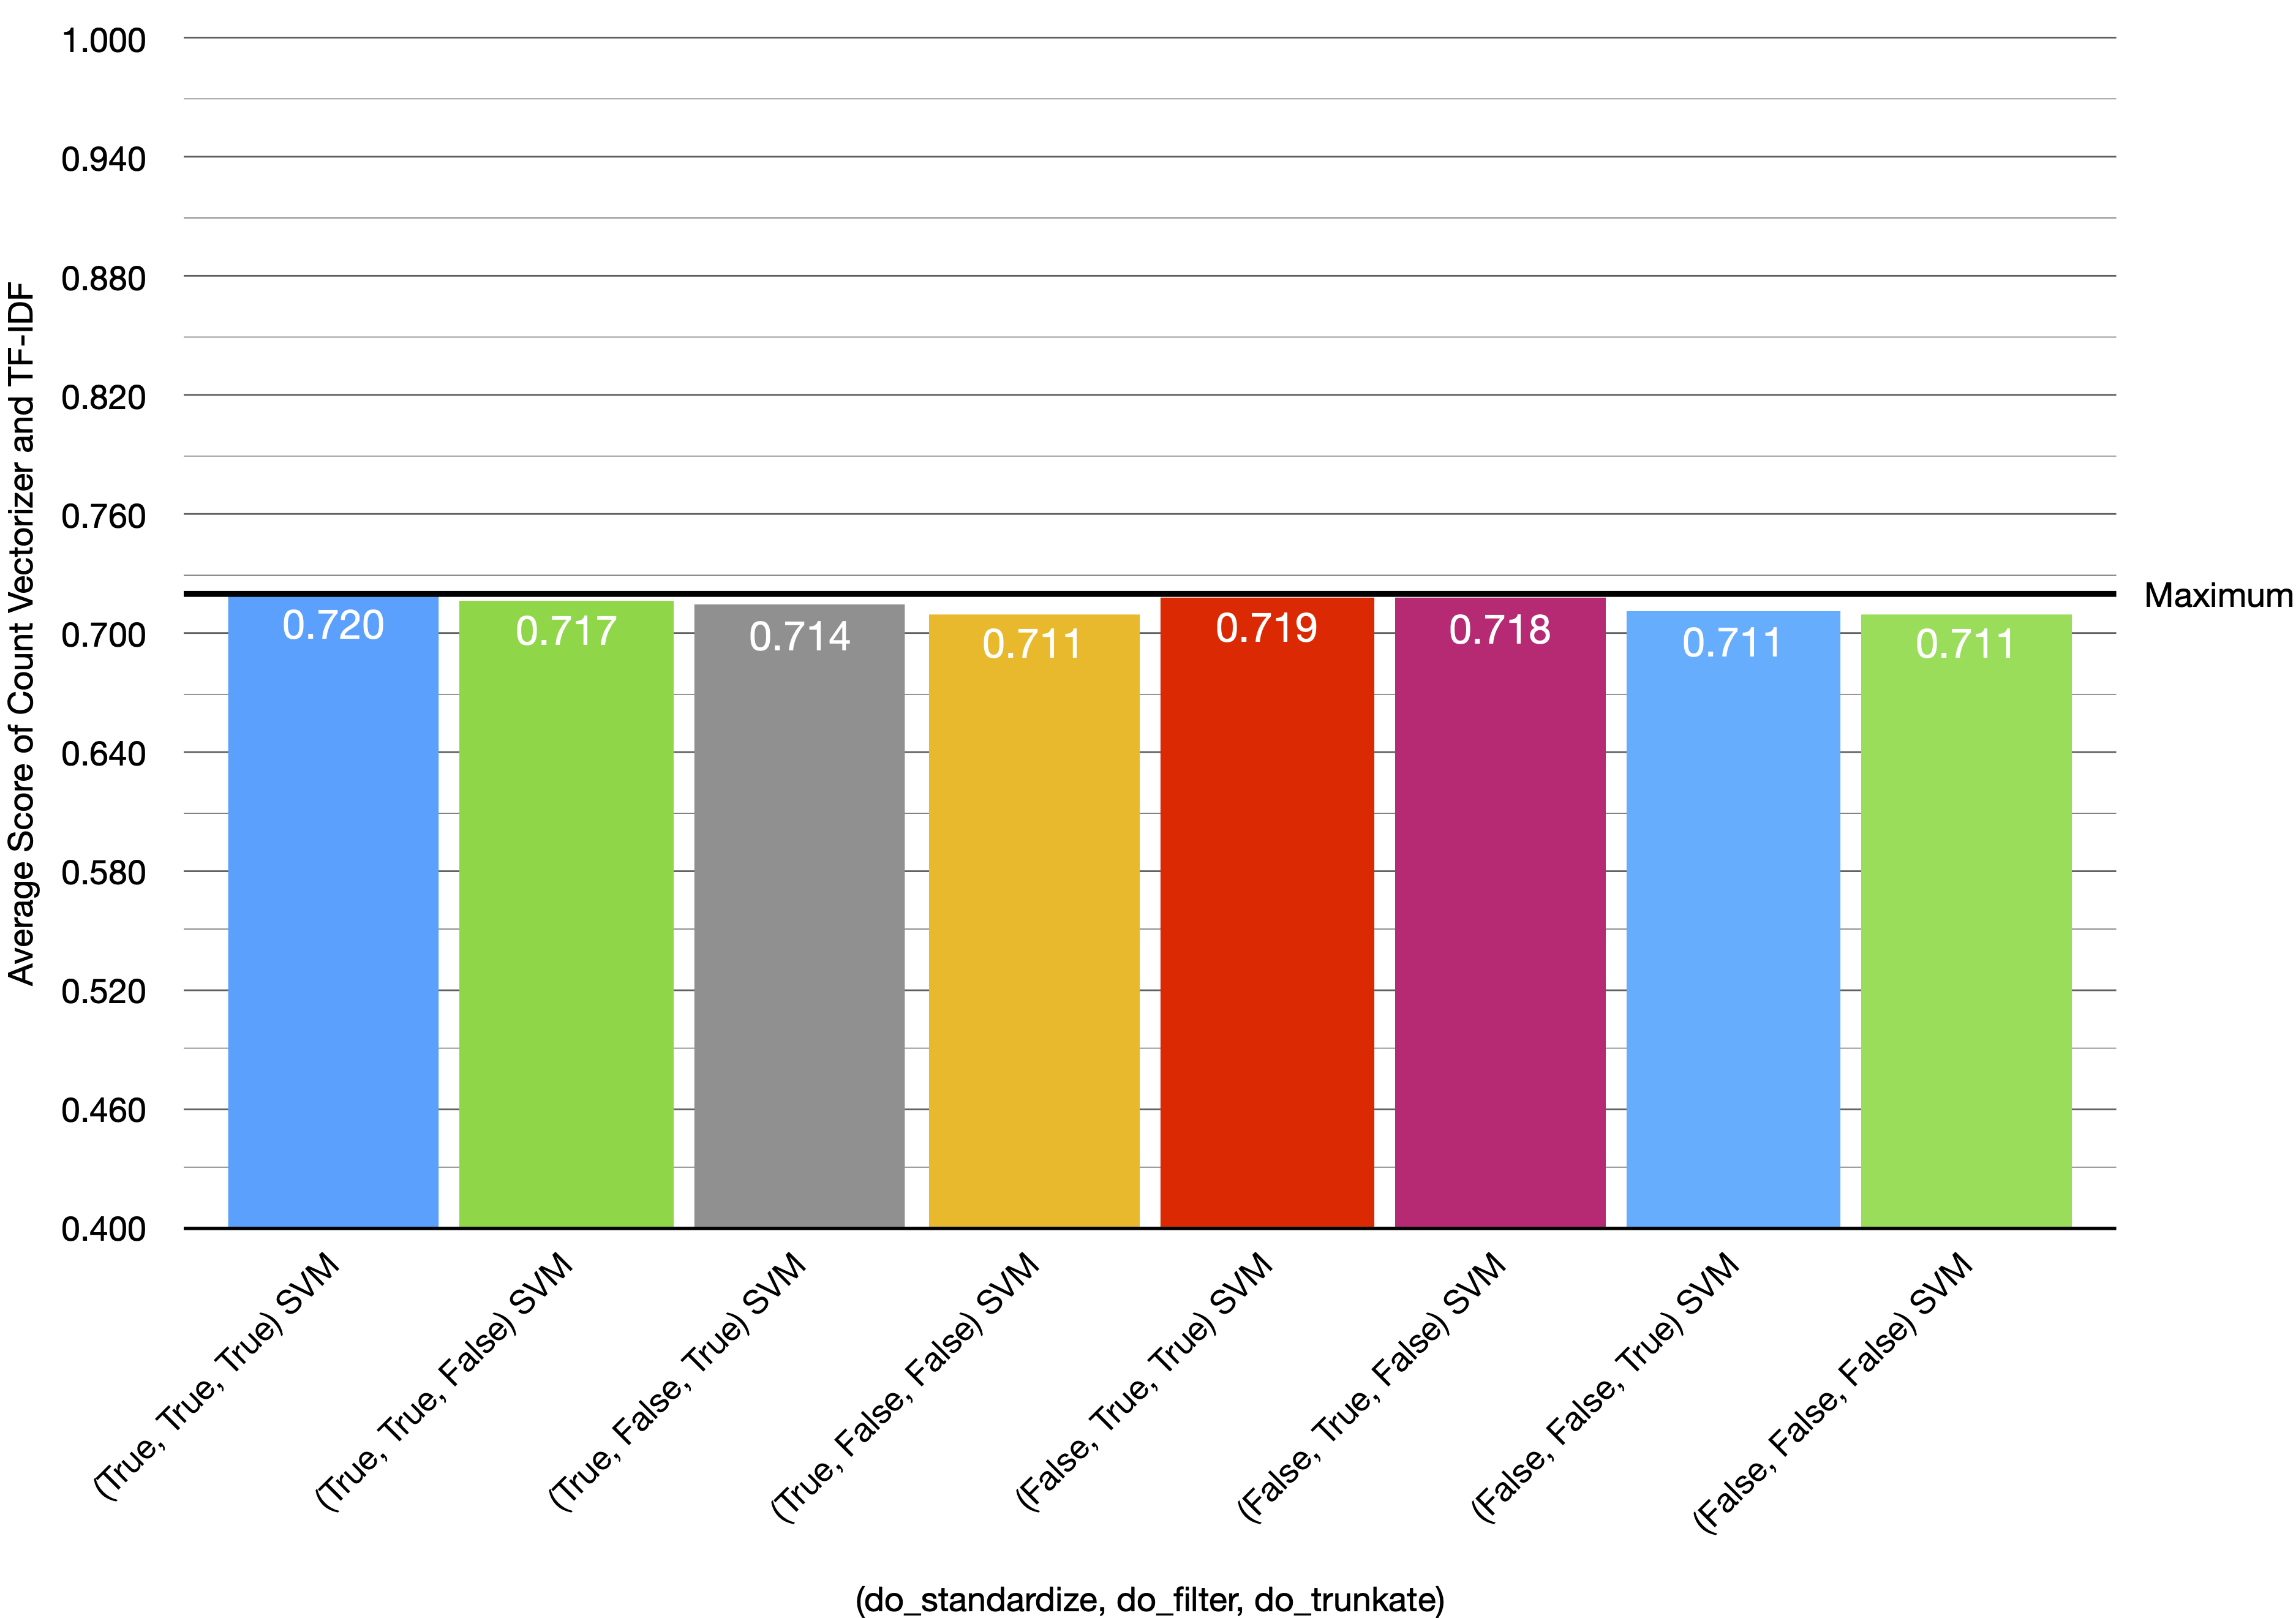 1.000
0.940
0.880
0.820
0.760
0.700
0.640
0.580
0.520
0.460
0.400
Average Score of Count Vectorizer and TF-IDF
Maximum
0.720
0.717
0.714
0.711
0.719
0.718
0.711
0.711
(True, True, True) SVM
(True, True, False) SVM
(True, False, True) SVM
(True, False, False) SVM
(False, True, True) SVM
(False, True, False) SVM
(False, False, True) SVM
(False, False, False) SVM
(do_standardize, do_filter, do_trunkate)